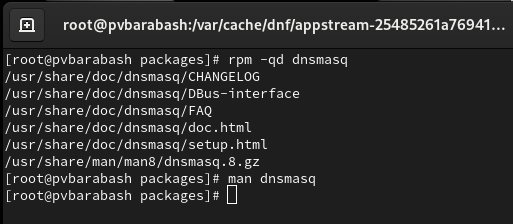 root@pvbarabash:/var/cache/dnf/appstream-25485261a76941...
[root@pvbarabash packages]# rpm -qd dnsmasq
/usr/share/doc/dnsmasq/CHANGELOG
/usr/share/doc/dnsmasq/DBus-interface
/usr/share/doc/dnsmasq/FAQ
/usr/share/doc/dnsmasq/doc.html
/usr/share/doc/dnsmasq/setup.html
/usr/share/man/man8/dnsmasq.8.gz
[root@pvbarabash packages]# man dnsmasq
[root@pvbarabash packages]#